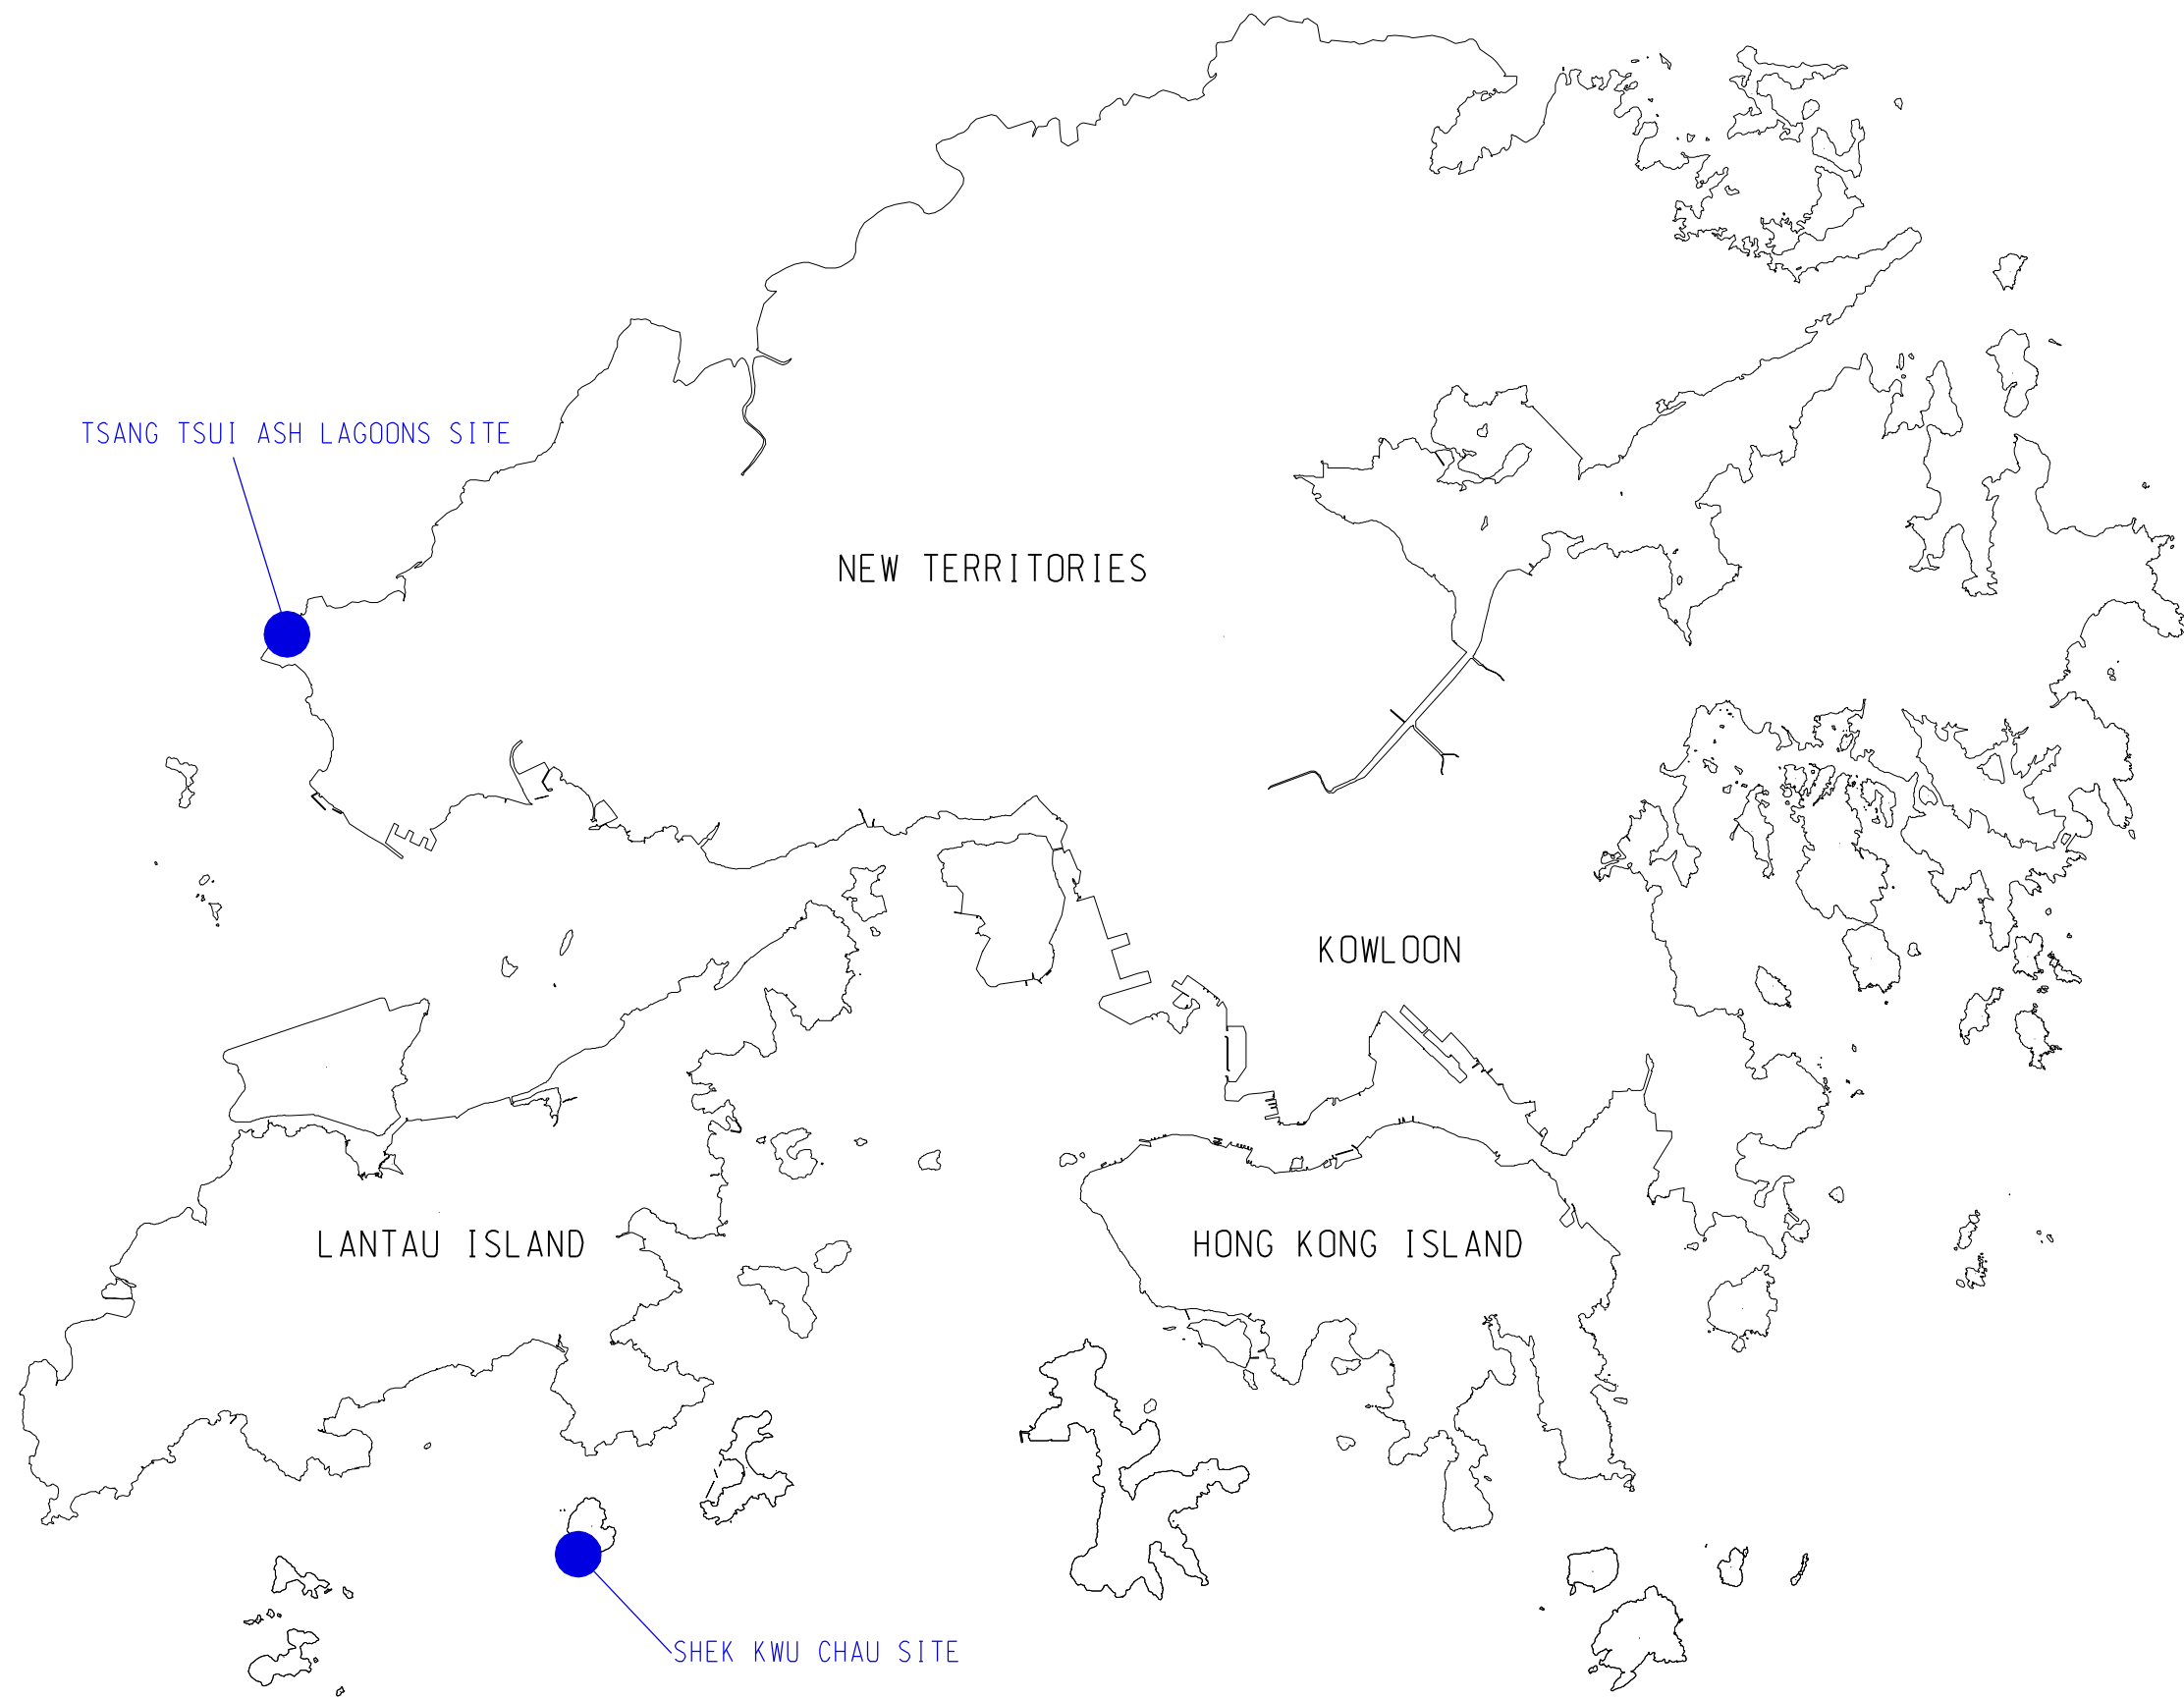 TSANG TSUI ASH LAGOONS SITE
NEW TERRITORIES
KOWLOON
LANTAU ISLAND
HONG KONG ISLAND
SHEK KWU CHAU SITE